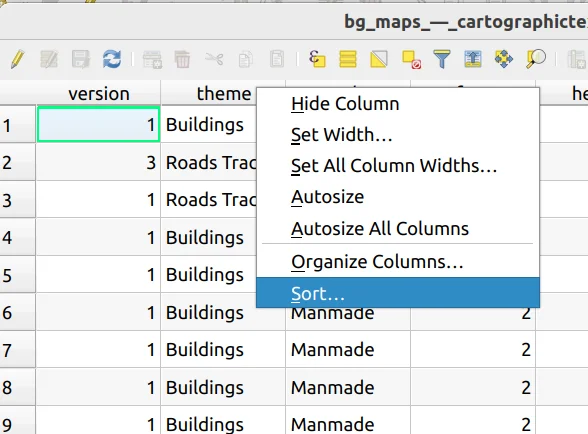 bg_maps_—_cartographicte
version theme
Hide Column
Set Width...
Set All Column Widths...
Autosize
Autosize All Columns
Organize Columns...
Sort...
1 1 Buildings
2 3 Roads Trac
3 1 Roads Trac
4 1 Buildings
5 1 Buildings
6 1 Buildings Manmade 2
7 1 Buildings Manmade 2
8 1 Buildings Manmade 2
9 1 Buildings Manmade 2